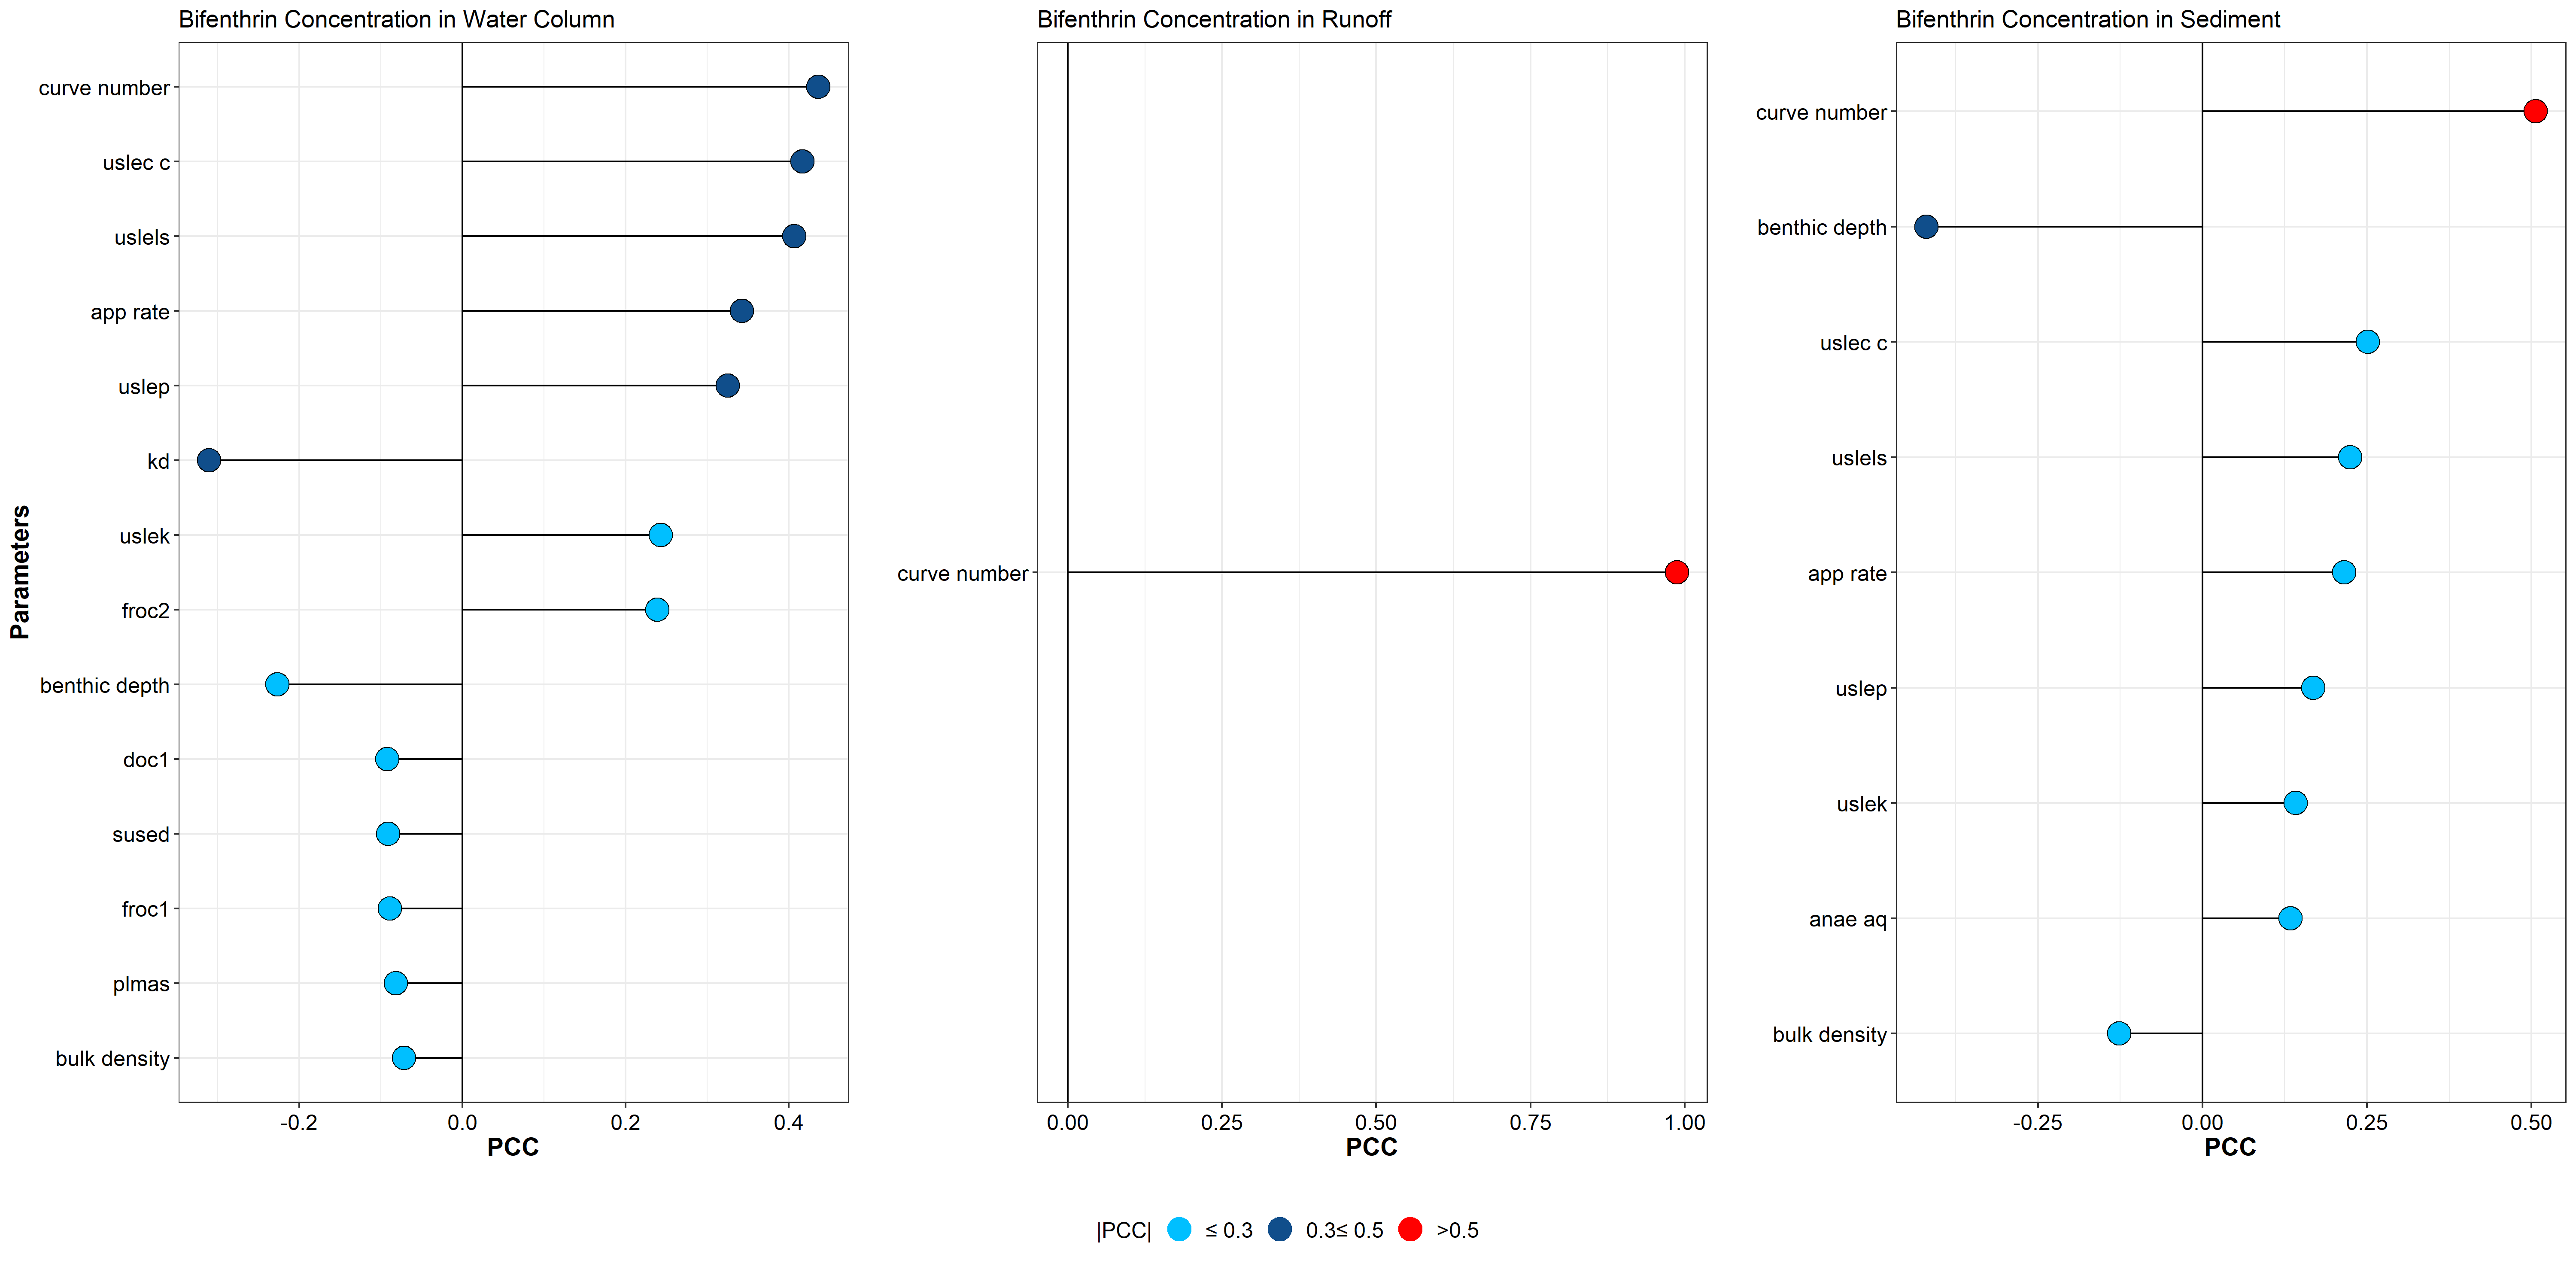 Bifenthrin Concentration in Water Column
Parameters
curve number
uslec c
uslels
app rate
uslep
kd
uslek
froc2
benthic depth
doc1
sused
froc1
plmas
bulk density
-0.2 0.0 0.2 0.4
PCC
Bifenthrin Concentration in Runoff
curve number
0.00 0.25 0.50 0.75 1.00
PCC
Bifenthrin Concentration in Sediment
curve number
benthic depth
uslec c
uslels
app rate
uslep
uslek
anae aq
bulk density
-0.25 0.00 0.25 0.50
PCC
|PCC| ≤ 0.3 0.3≤ 0.5 >0.5